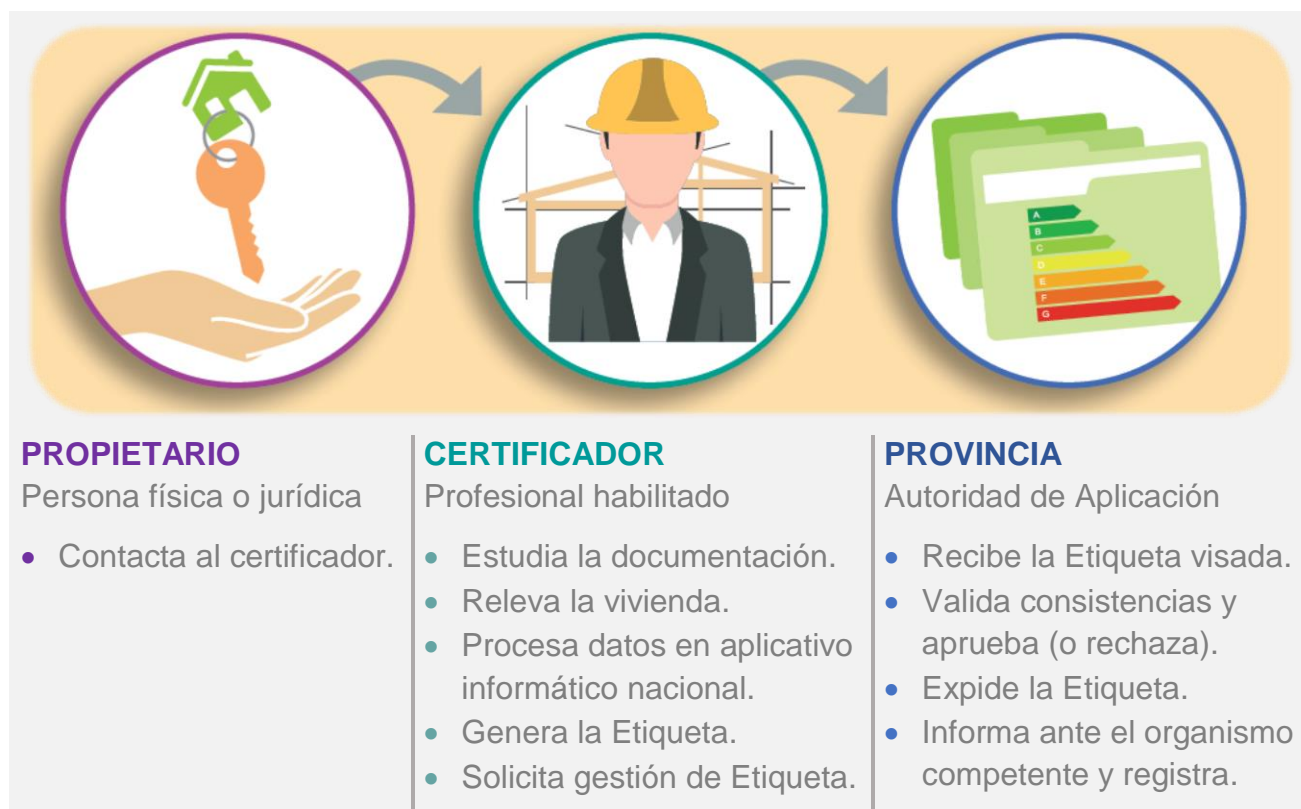 A
B
C
D
E
F
G
PROPIETARIO
Persona física o jurídica
• Contacta al certificador.
CERTIFICADOR
Profesional habilitado
• Estudia la documentación.
• Releva la vivienda.
• Procesa datos en aplicativo
informático nacional.
• Genera la Etiqueta.
• Solicita gestión de Etiqueta.
PROVINCIA
Autoridad de Aplicación
• Recibe la Etiqueta visada.
• Valida consistencias y
aprueba (o rechaza).
• Expide la Etiqueta.
• Informa ante el organismo
competente y registra.